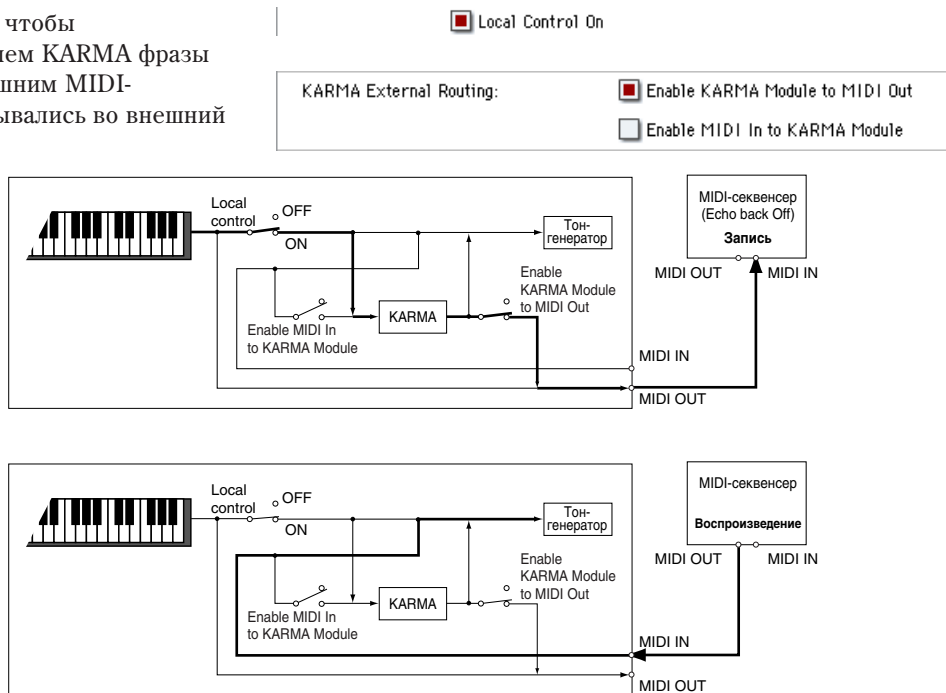 чтобы
ием KARMA фразы
шним MIDI-
ывались во внешний
Local Control On
KARMA External Routing:
Enable KARMA Module to MIDI Out
Enable MIDI In to KARMA Module
Local
control
OFF
ON
Тон-
генератор
Enable
KARMA Module
to MIDI Out
KARMA
Enable MIDI In
to KARMA Module
MIDI IN
MIDI OUT
MIDI-секвенсер
(Echo back Off)
Запись
MIDI OUT
MIDI IN
Local
control
OFF
ON
Тон-
генератор
Enable
KARMA Module
to MIDI Out
KARMA
Enable MIDI In
to KARMA Module
MIDI IN
MIDI OUT
MIDI-секвенсер
Воспроизведение
MIDI OUT
MIDI IN